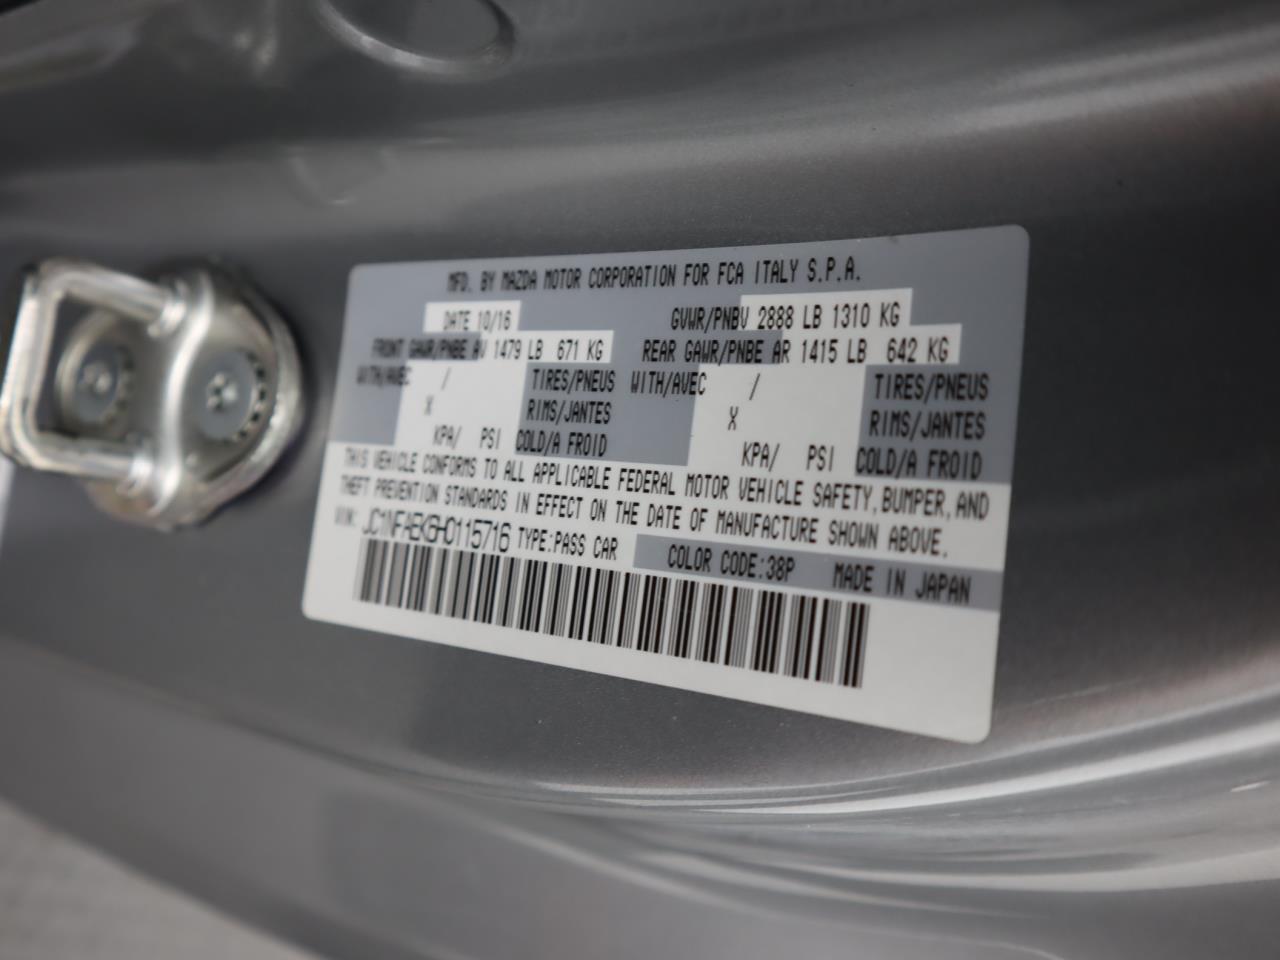 MFD. BY MAZDA MOTOR CORPORATION FOR FCA ITALY S.P.A.
DATE 10/16 GVWR/PNBV 2888 LB 1310 KG
FRONT GAWR/PNBE AV 1479 LB 671 KG REAR GAWR/PNBE AR 1415 LB 642 KG
WITH/AVEC / TIRES/PNEUS WITH/AVEC / TIRES/PNEUS
X RIMS/JANTES X RIMS/JANTES
KPA/ PSI COLD/A FROID KPA/ PSI COLD/A FROID
THIS VEHICLE CONFORMS TO ALL APPLICABLE FEDERAL MOTOR VEHICLE SAFETY, BUMPER, AND
THEFT PREVENTION STANDARDS IN EFFECT ON THE DATE OF MANUFACTURE SHOWN ABOVE.
VIN: JC1NFAEK6H0115716 TYPE:PASS CAR COLOR CODE:38P MADE IN JAPAN